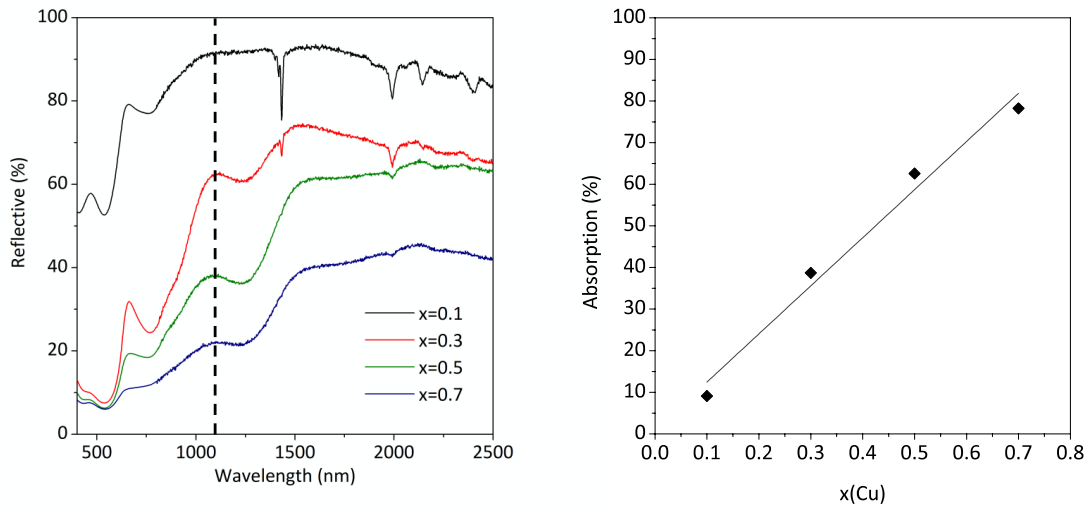 100
80
60
40
20
0
Reflective (%)
500 1000 1500 2000 2500
Wavelength (nm)
x=0.1
x=0.3
x=0.5
x=0.7
100
90
80
70
60
50
40
30
20
10
0
Absorption (%)
0.0 0.1 0.2 0.3 0.4 0.5 0.6 0.7 0.8
x(Cu)